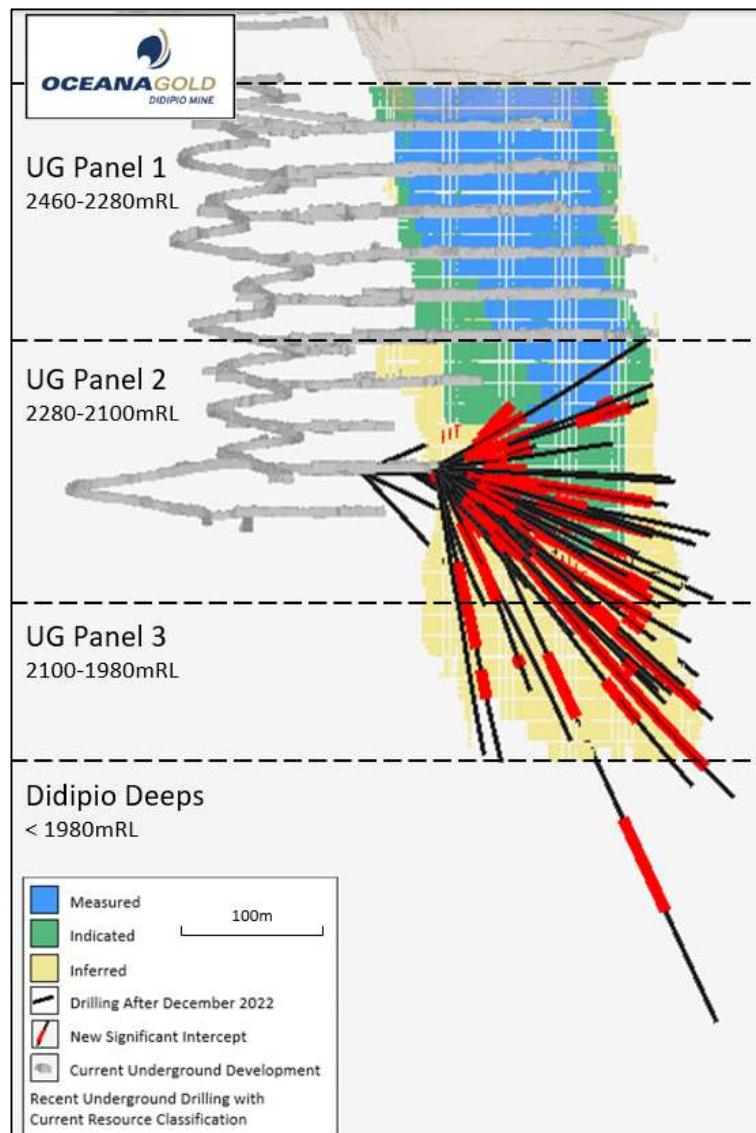 OCEANAGOLD
DIDIPIO MINE
UG Panel 1
2460-2280mRL
UG Panel 2
2280-2100mRL
UG Panel 3
2100-1980mRL
Didipio Deeps
< 1980mRL
Measured
Indicated
100m
Inferred
Drilling After December 2022
New Significant Intercept
Current Underground Development
Recent Underground Drilling with
Current Resource Classification